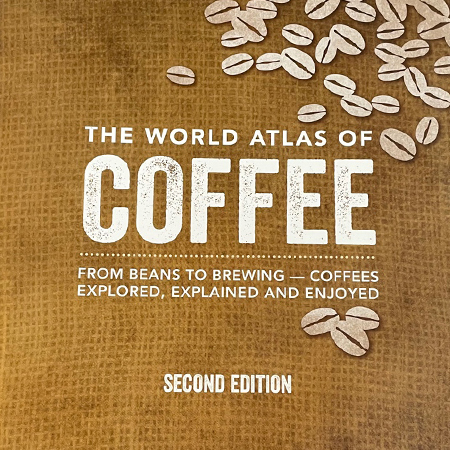 THE WORLD ATLAS OF
COFFEE
FROM BEANS TO BREWING — COFFEES
EXPLORED, EXPLAINED AND ENJOYED
SECOND EDITION